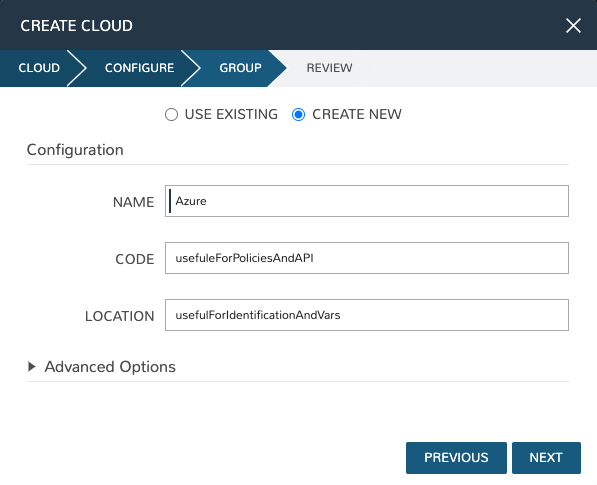 CREATE CLOUD
CLOUD CONFIGURE GROUP REVIEW
USE EXISTING CREATE NEW
Configuration
NAME Azure
CODE usefuleForPoliciesAndAPI
LOCATION usefulForIdentificationAndVars
Advanced Options
PREVIOUS NEXT